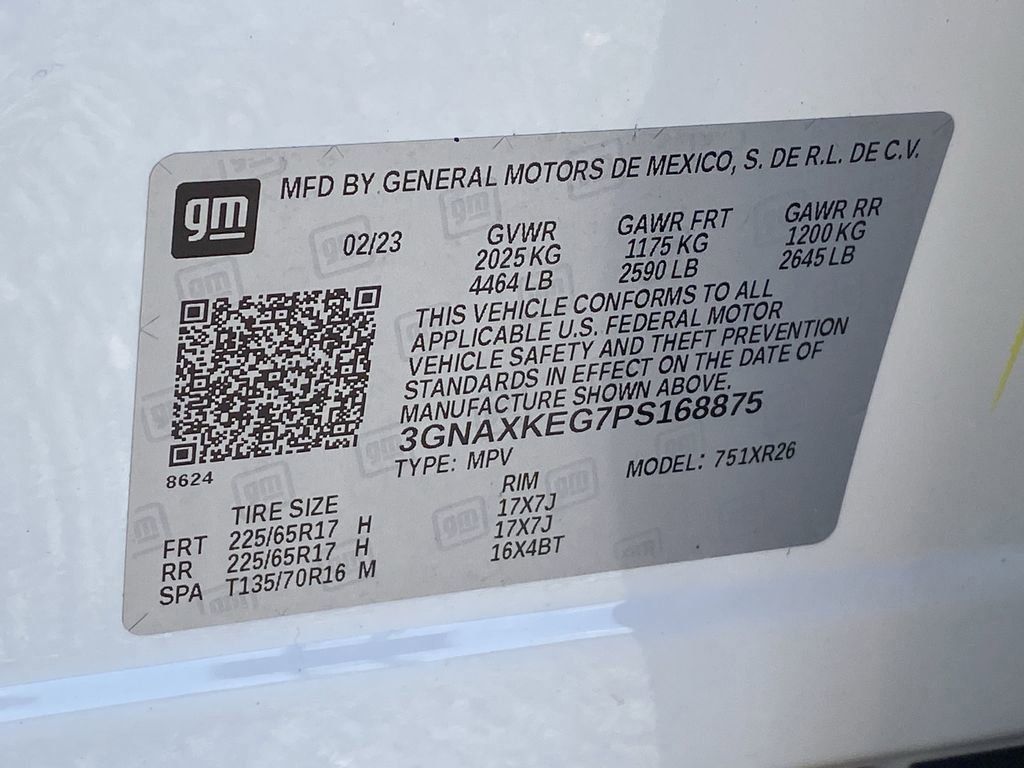 gm
MFD BY GENERAL MOTORS DE MEXICO, S. DE R.L. DE C.V.
02/23
GVWR
2025 KG
4464 LB
GAWR FRT
1175 KG
2590 LB
GAWR RR
1200 KG
2645 LB
THIS VEHICLE CONFORMS TO ALL
APPLICABLE U.S. FEDERAL MOTOR
VEHICLE SAFETY AND THEFT PREVENTION
STANDARDS IN EFFECT ON THE DATE OF
MANUFACTURE SHOWN ABOVE.
3GNAXKEG7PS168875
TYPE: MPV MODEL: 751XR26
8624
TIRE SIZE RIM
FRT 225/65R17 H 17X7J
RR 225/65R17 H 17X7J
SPA T135/70R16 M 16X4BT